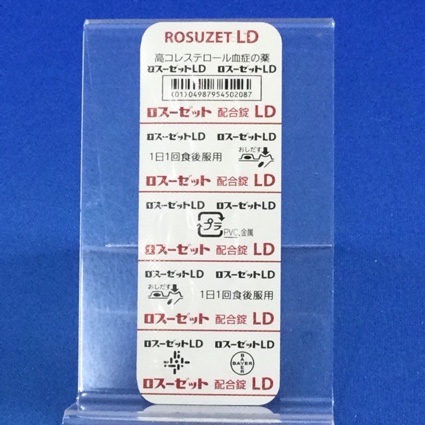 ROSUZET LD
高コレステロール血症の薬
ロスーゼットLD ロスーゼットLD
(01)04987954502087
ロスーゼット 配合錠 LD
ロスーゼットLD ロスーゼットLD
1日1回食後服用 おしだす
ロスーゼット 配合錠 LD
ロスーゼットLD ロスーゼットLD
プラ PVC,金属
ロスーゼット 配合錠 LD
ロスーゼットLD ロスーゼットLD
おしだす 1日1回食後服用
ロスーゼット 配合錠 LD
ロスーゼットLD ロスーゼットLD
BAYER
BAYER
ロスーゼット 配合錠 LD